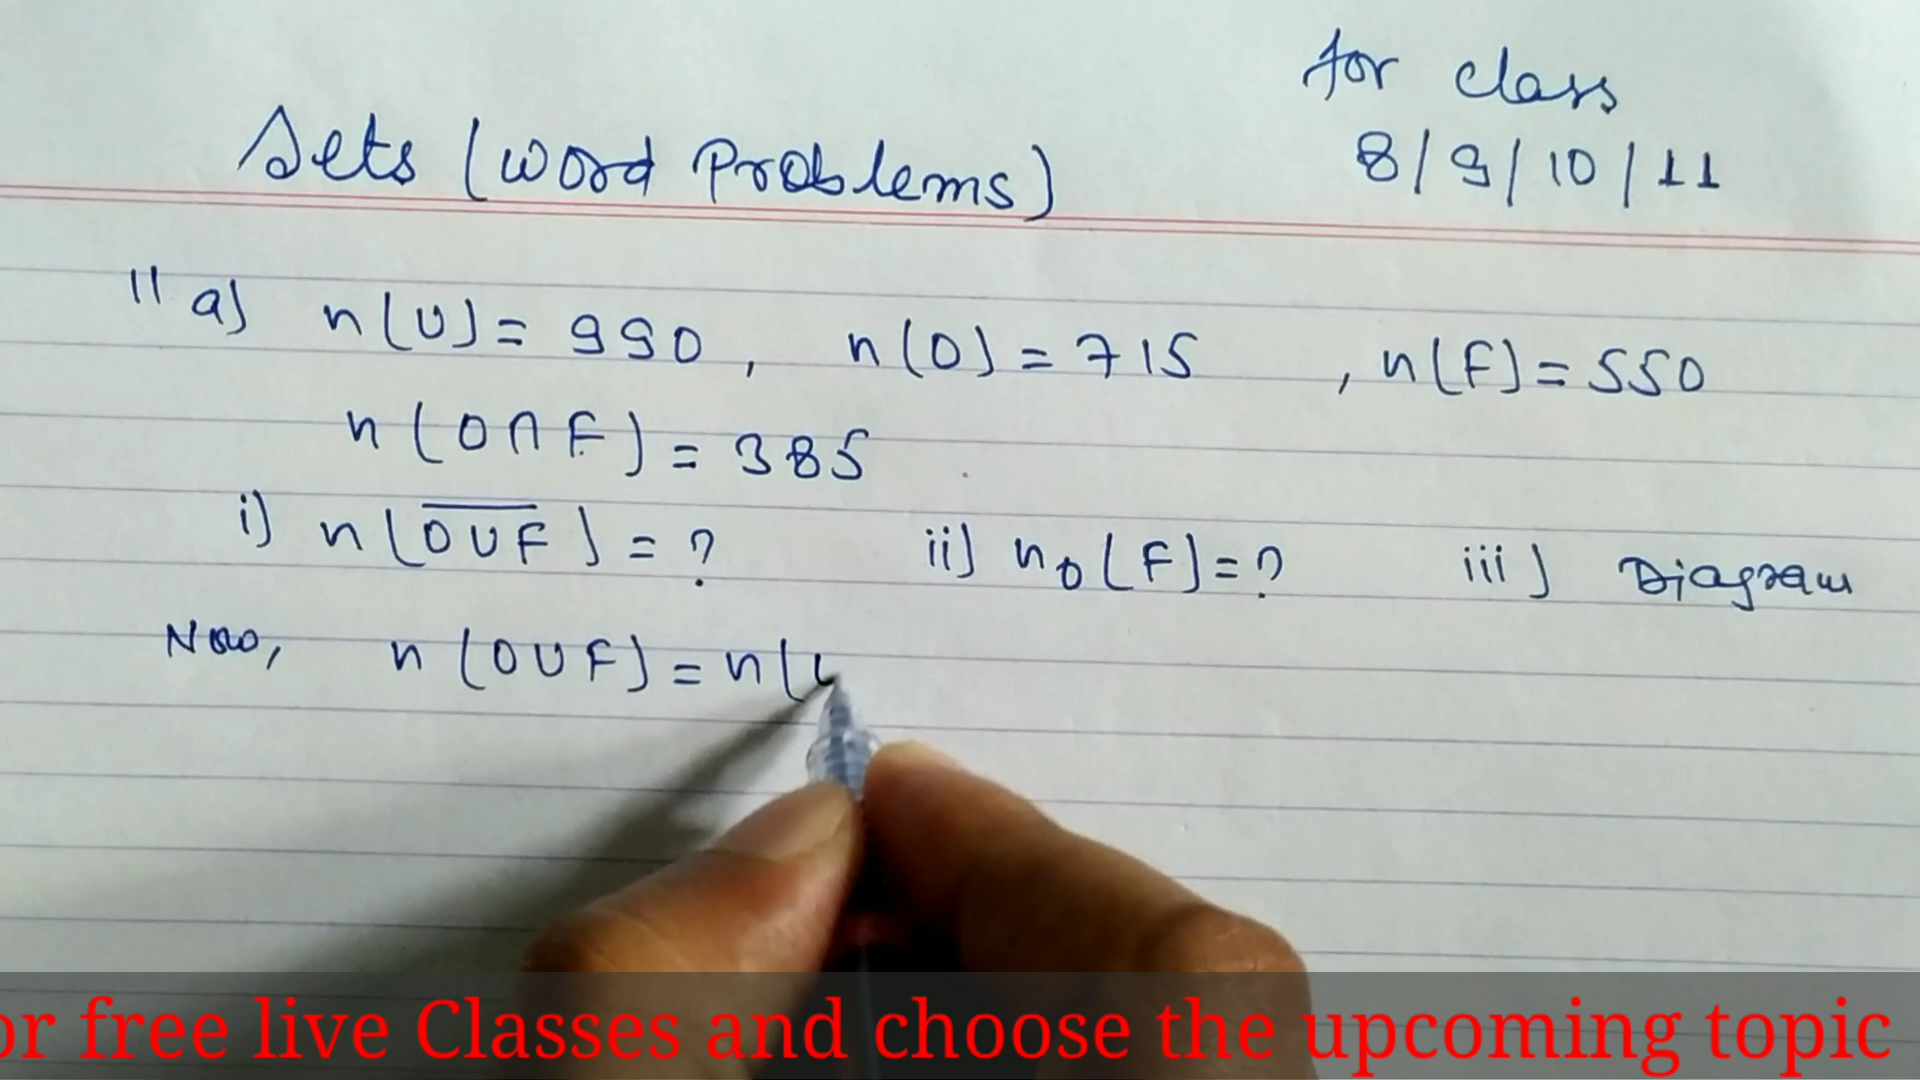 for class
Sets (word Problems)
8/9/10/11
11 a) n(U) = 990, n(O) = 715, n(F) = 550
n(O∩F) = 385
i) n(O̅U̅F̅) = ? ii) n₀(F) = ? iii) Diagram
Now, n(OUF) = n(
or free live Classes and choose the upcoming topic